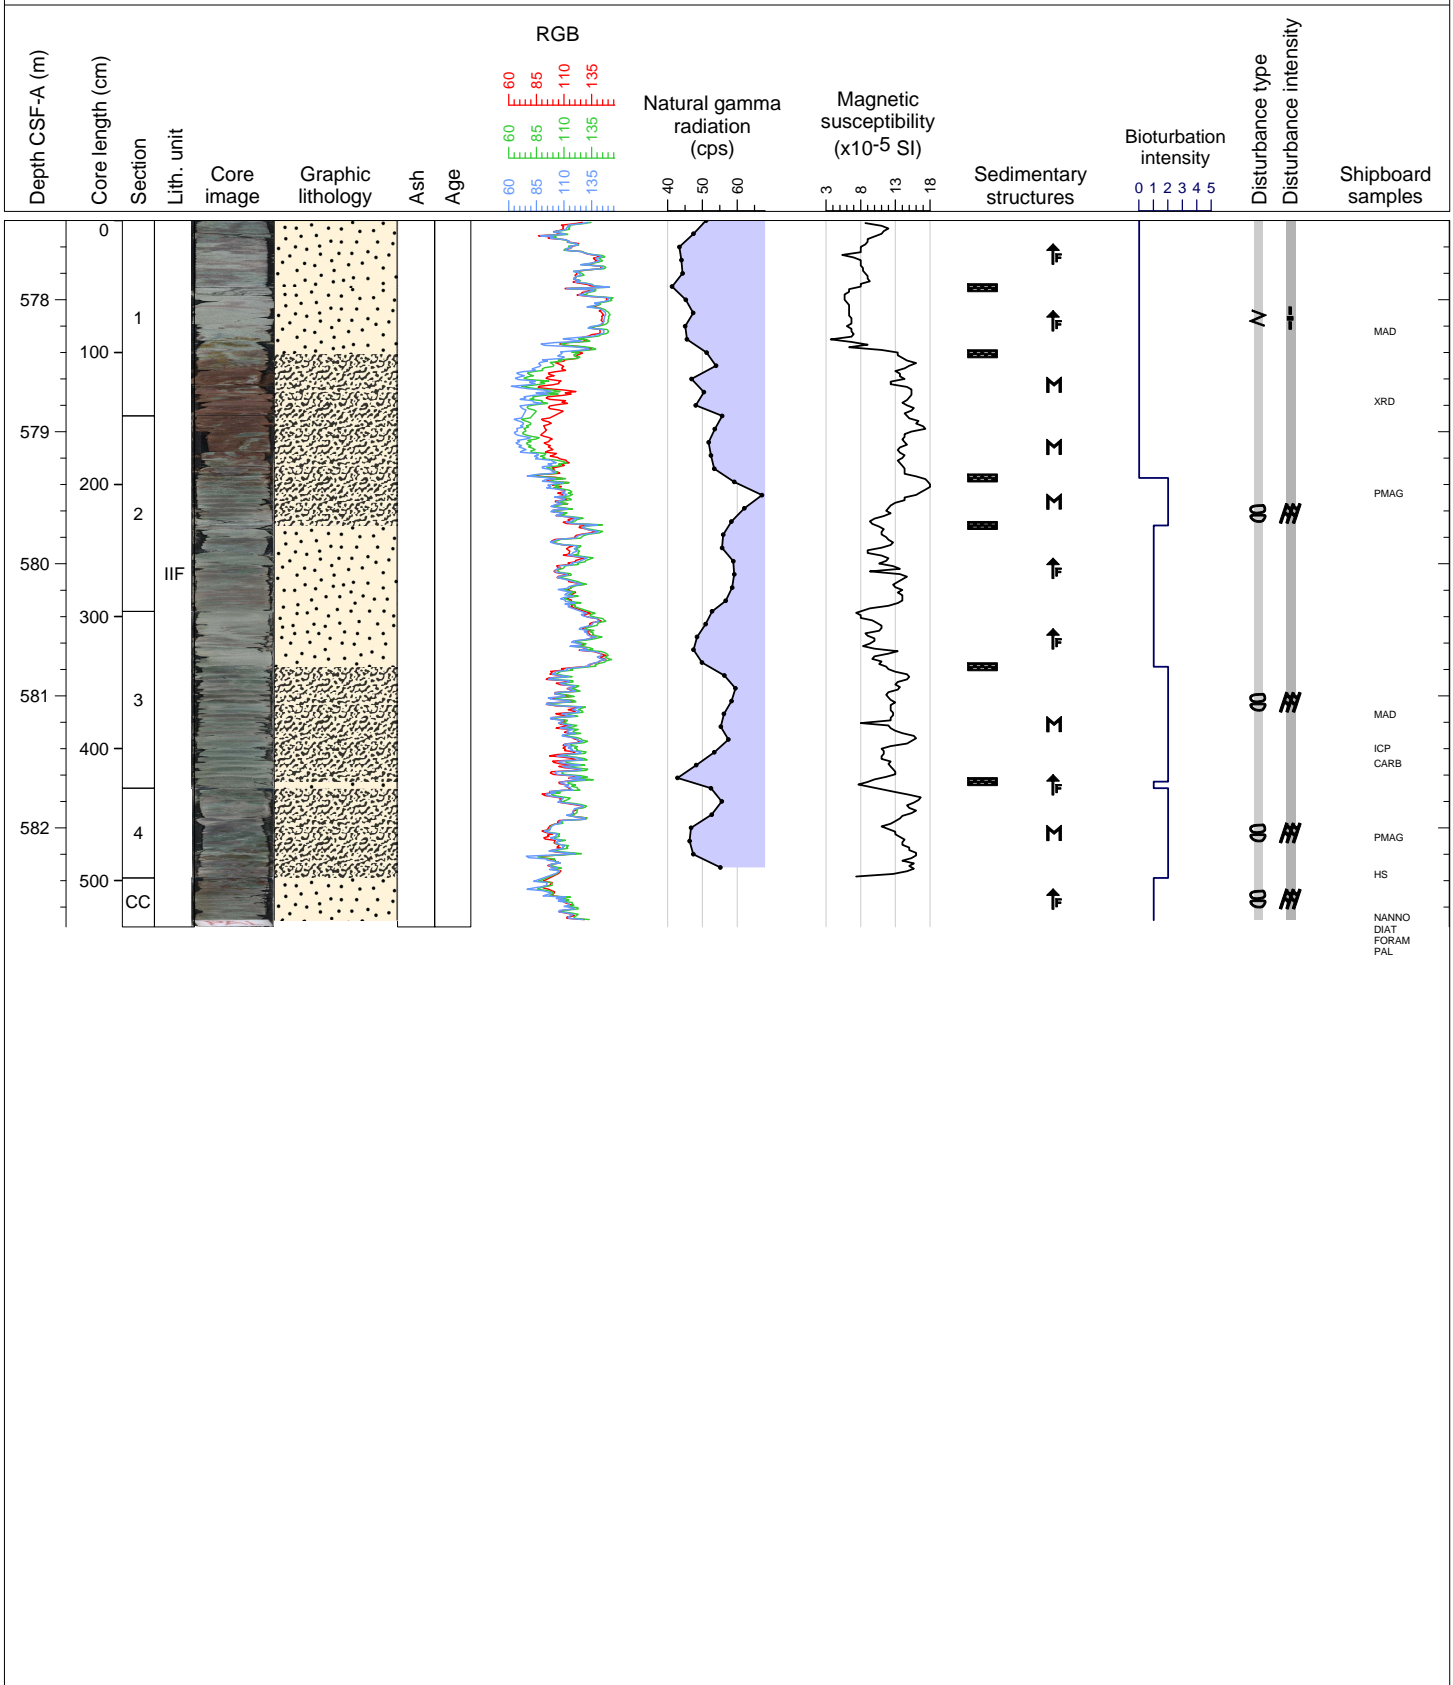 RGB
60 85 110 135
60 85 110 135
60 85 110 135
Depth CSF-A (m)
Core length (cm)
Section
Lith. unit
Core
image
Graphic
lithology
Ash
Age
Natural gamma
radiation
(cps)
40 50 60
Magnetic
susceptibility
(x10-5 SI)
3 8 13 18
Sedimentary
structures
Bioturbation
intensity
0 1 2 3 4 5
Disturbance type
Disturbance intensity
Shipboard
samples
0
F
578
1
F
MAD
100
M
XRD
579
M
200
M
PMAG
2
580
IIF
F
300
F
581
3
MAD
M
400
ICP
CARB
F
582
4
M
PMAG
HS
500
CC
F
NANNO
DIAT
FORAM
PAL